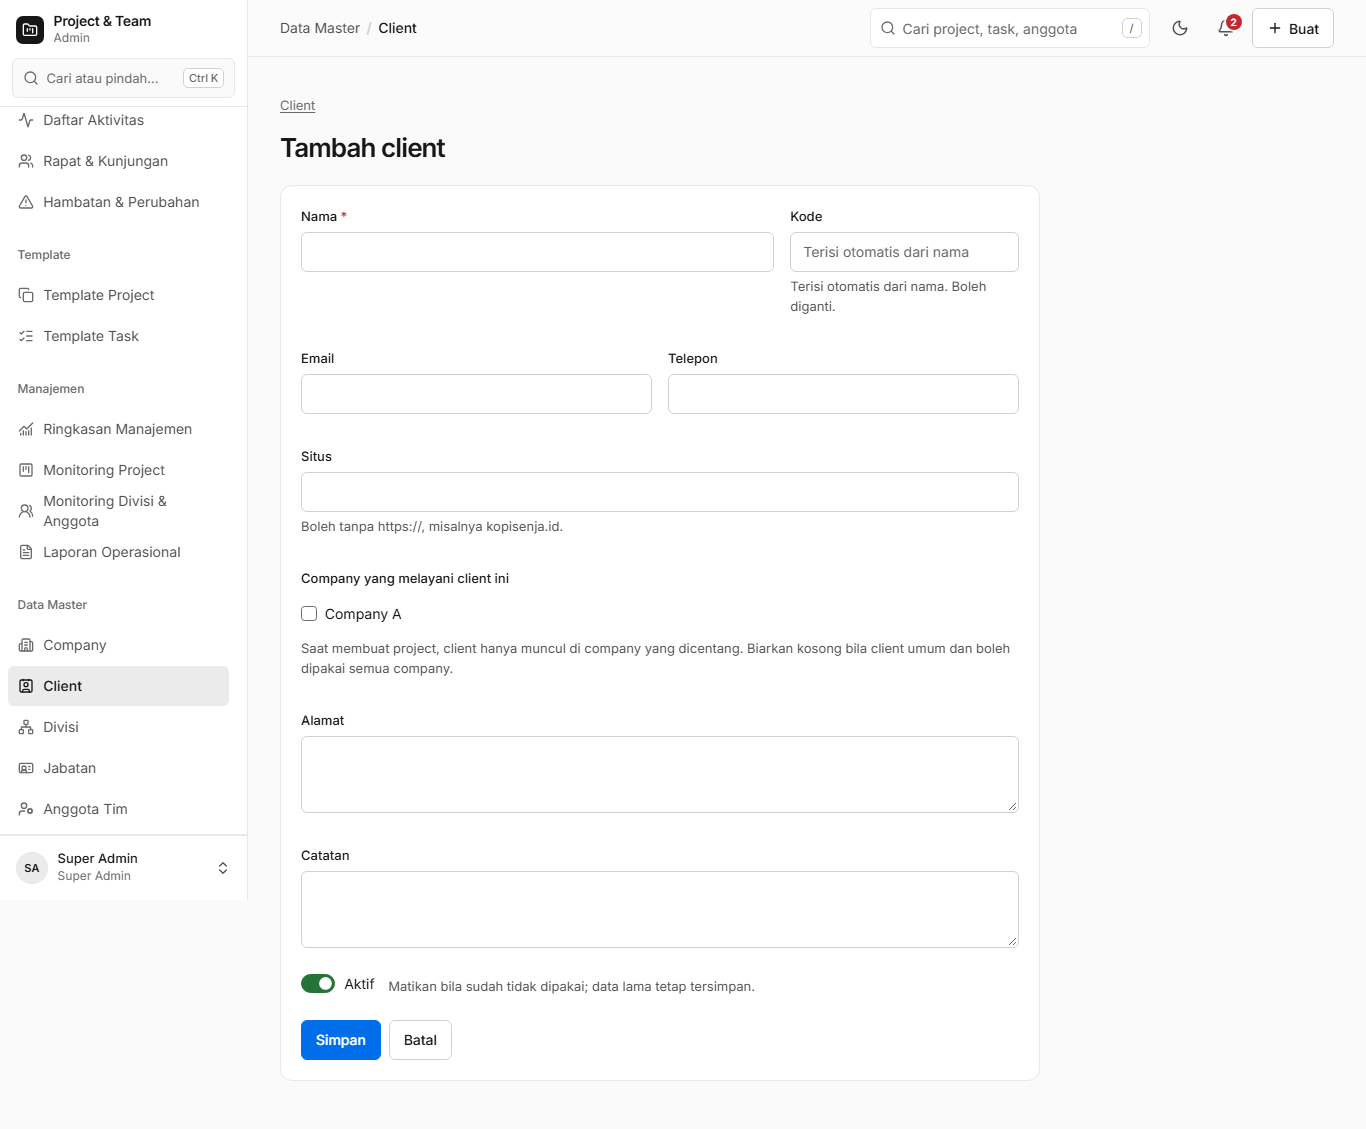 Project & Team
Admin
Cari atau pindah...
Ctrl K
Daftar Aktivitas
Rapat & Kunjungan
Hambatan & Perubahan
Template
Template Project
Template Task
Manajemen
Ringkasan Manajemen
Monitoring Project
Monitoring Divisi &
Anggota
Laporan Operasional
Data Master
Company
Client
Divisi
Jabatan
Anggota Tim
SA
Super Admin
Super Admin
Data Master / Client
Cari project, task, anggota
/
2
Buat
Client
Tambah client
Nama *
Kode
Terisi otomatis dari nama
Terisi otomatis dari nama. Boleh
diganti.
Email
Telepon
Situs
Boleh tanpa https://, misalnya kopisenja.id.
Company yang melayani client ini
Company A
Saat membuat project, client hanya muncul di company yang dicentang. Biarkan kosong bila client umum dan boleh
dipakai semua company.
Alamat
Catatan
Aktif
Matikan bila sudah tidak dipakai; data lama tetap tersimpan.
Simpan
Batal